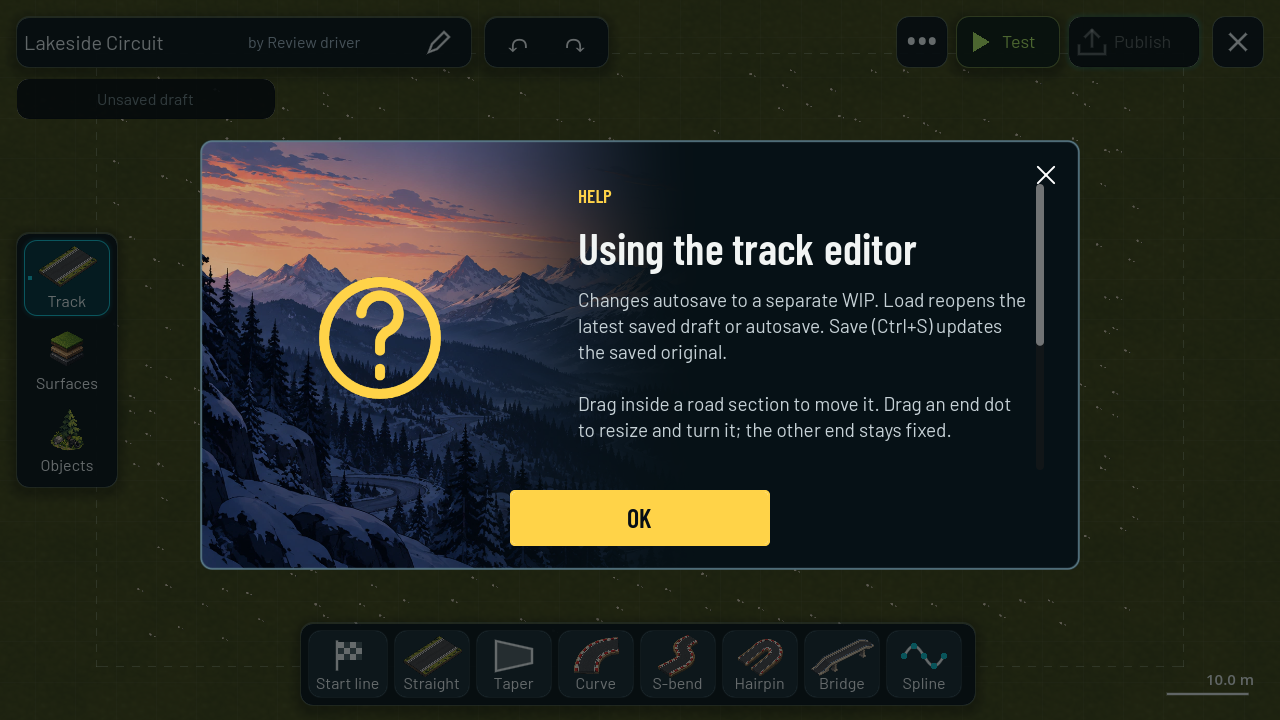 Lakeside Circuit
by Review driver
Test
Publish
Unsaved draft
HELP
Using the track editor
Changes autosave to a separate WIP. Load reopens the
latest saved draft or autosave. Save (Ctrl+S) updates
the saved original.
Drag inside a road section to move it. Drag an end dot
to resize and turn it; the other end stays fixed.
OK
Track
Surfaces
Objects
Start line
Straight
Taper
Curve
S-bend
Hairpin
Bridge
Spline
10.0 m